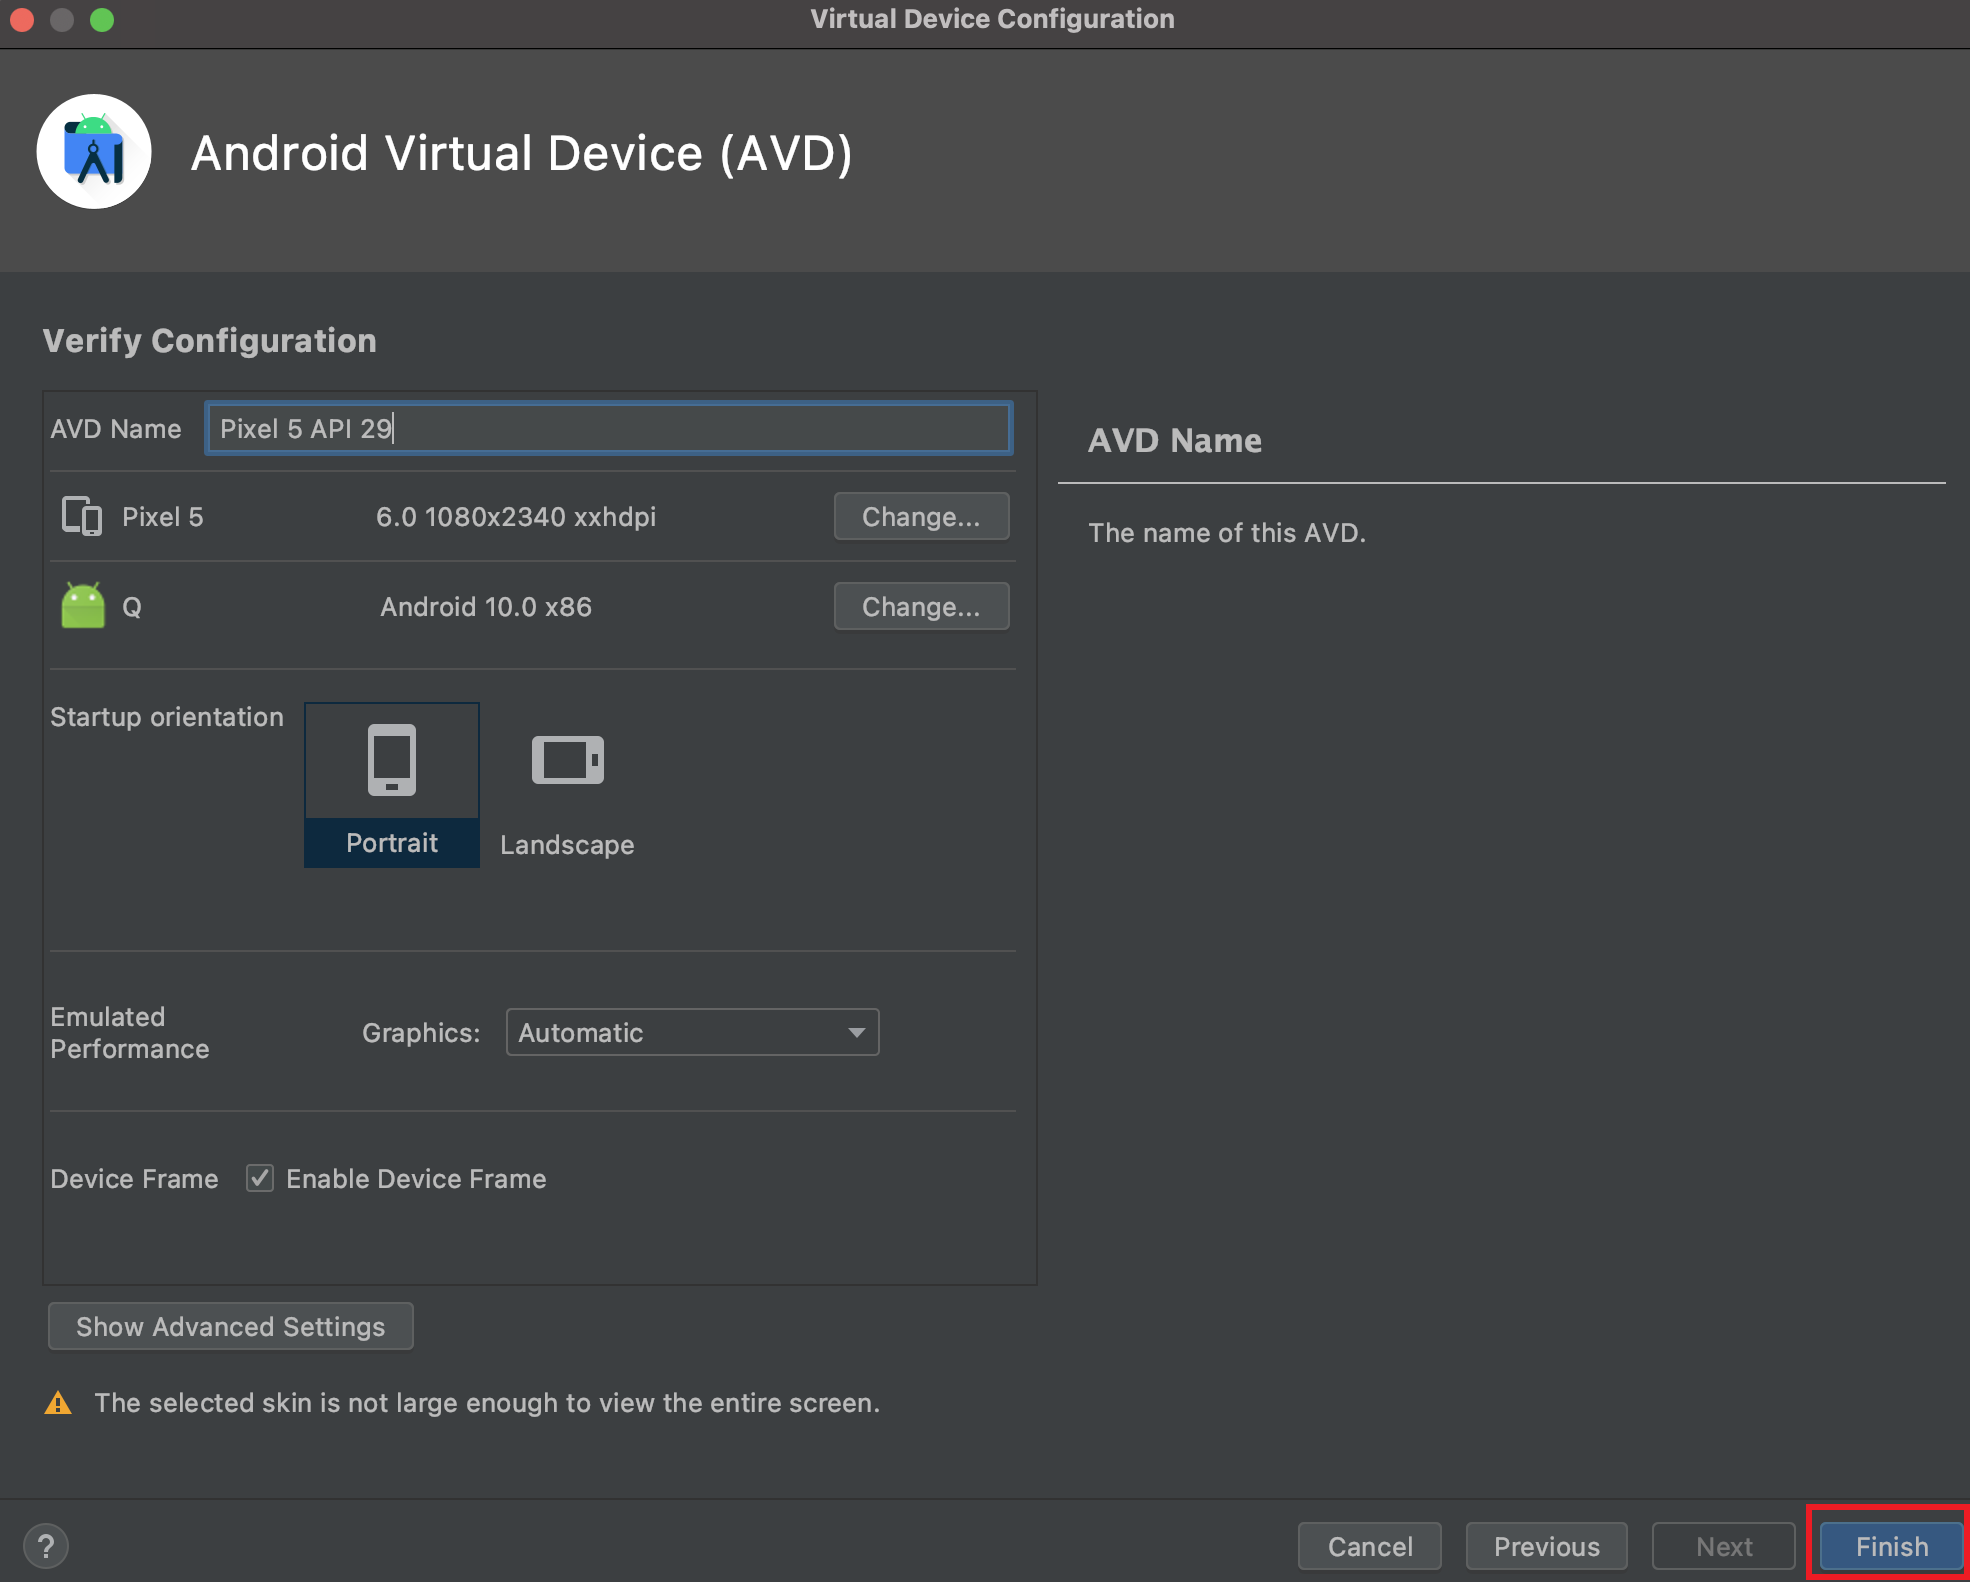 Virtual Device Configuration
Android Virtual Device (AVD)
Verify Configuration
AVD Name Pixel 5 API 29
Pixel 5 6.0 1080x2340 xxhdpi Change...
Q Android 10.0 x86 Change...
Startup orientation
Portrait Landscape
Emulated
Performance
Graphics: Automatic
Device Frame Enable Device Frame
AVD Name
The name of this AVD.
Show Advanced Settings
The selected skin is not large enough to view the entire screen.
? Cancel Previous Next Finish